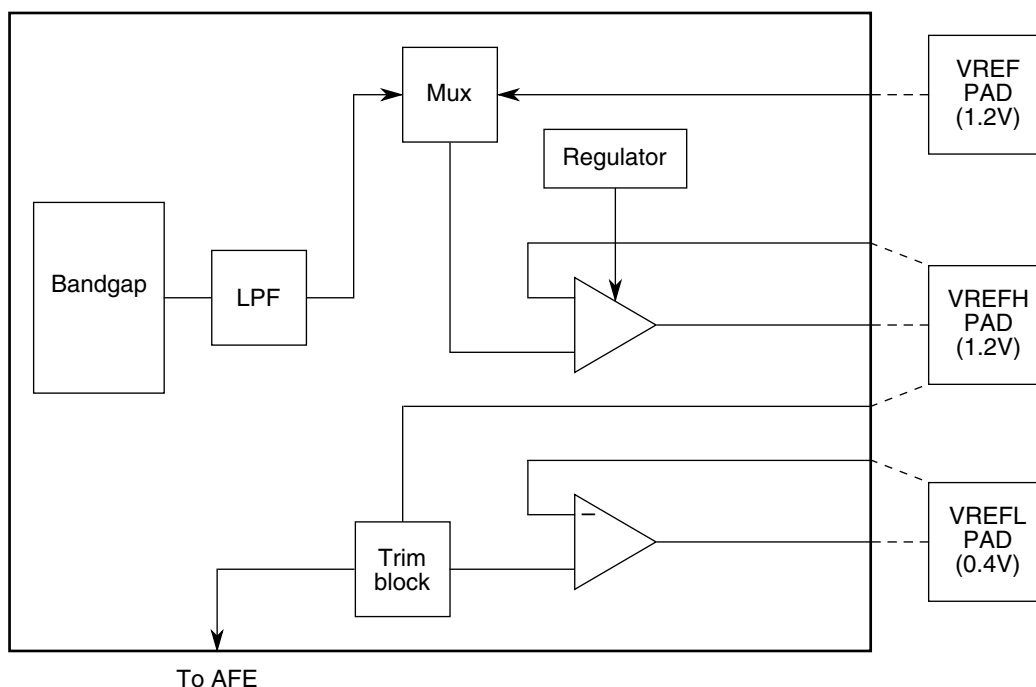 Mux
VREF
PAD
(1.2V)
Regulator
Bandgap
LPF
VREFH
PAD
(1.2V)
Trim
block
VREFL
PAD
(0.4V)
To AFE